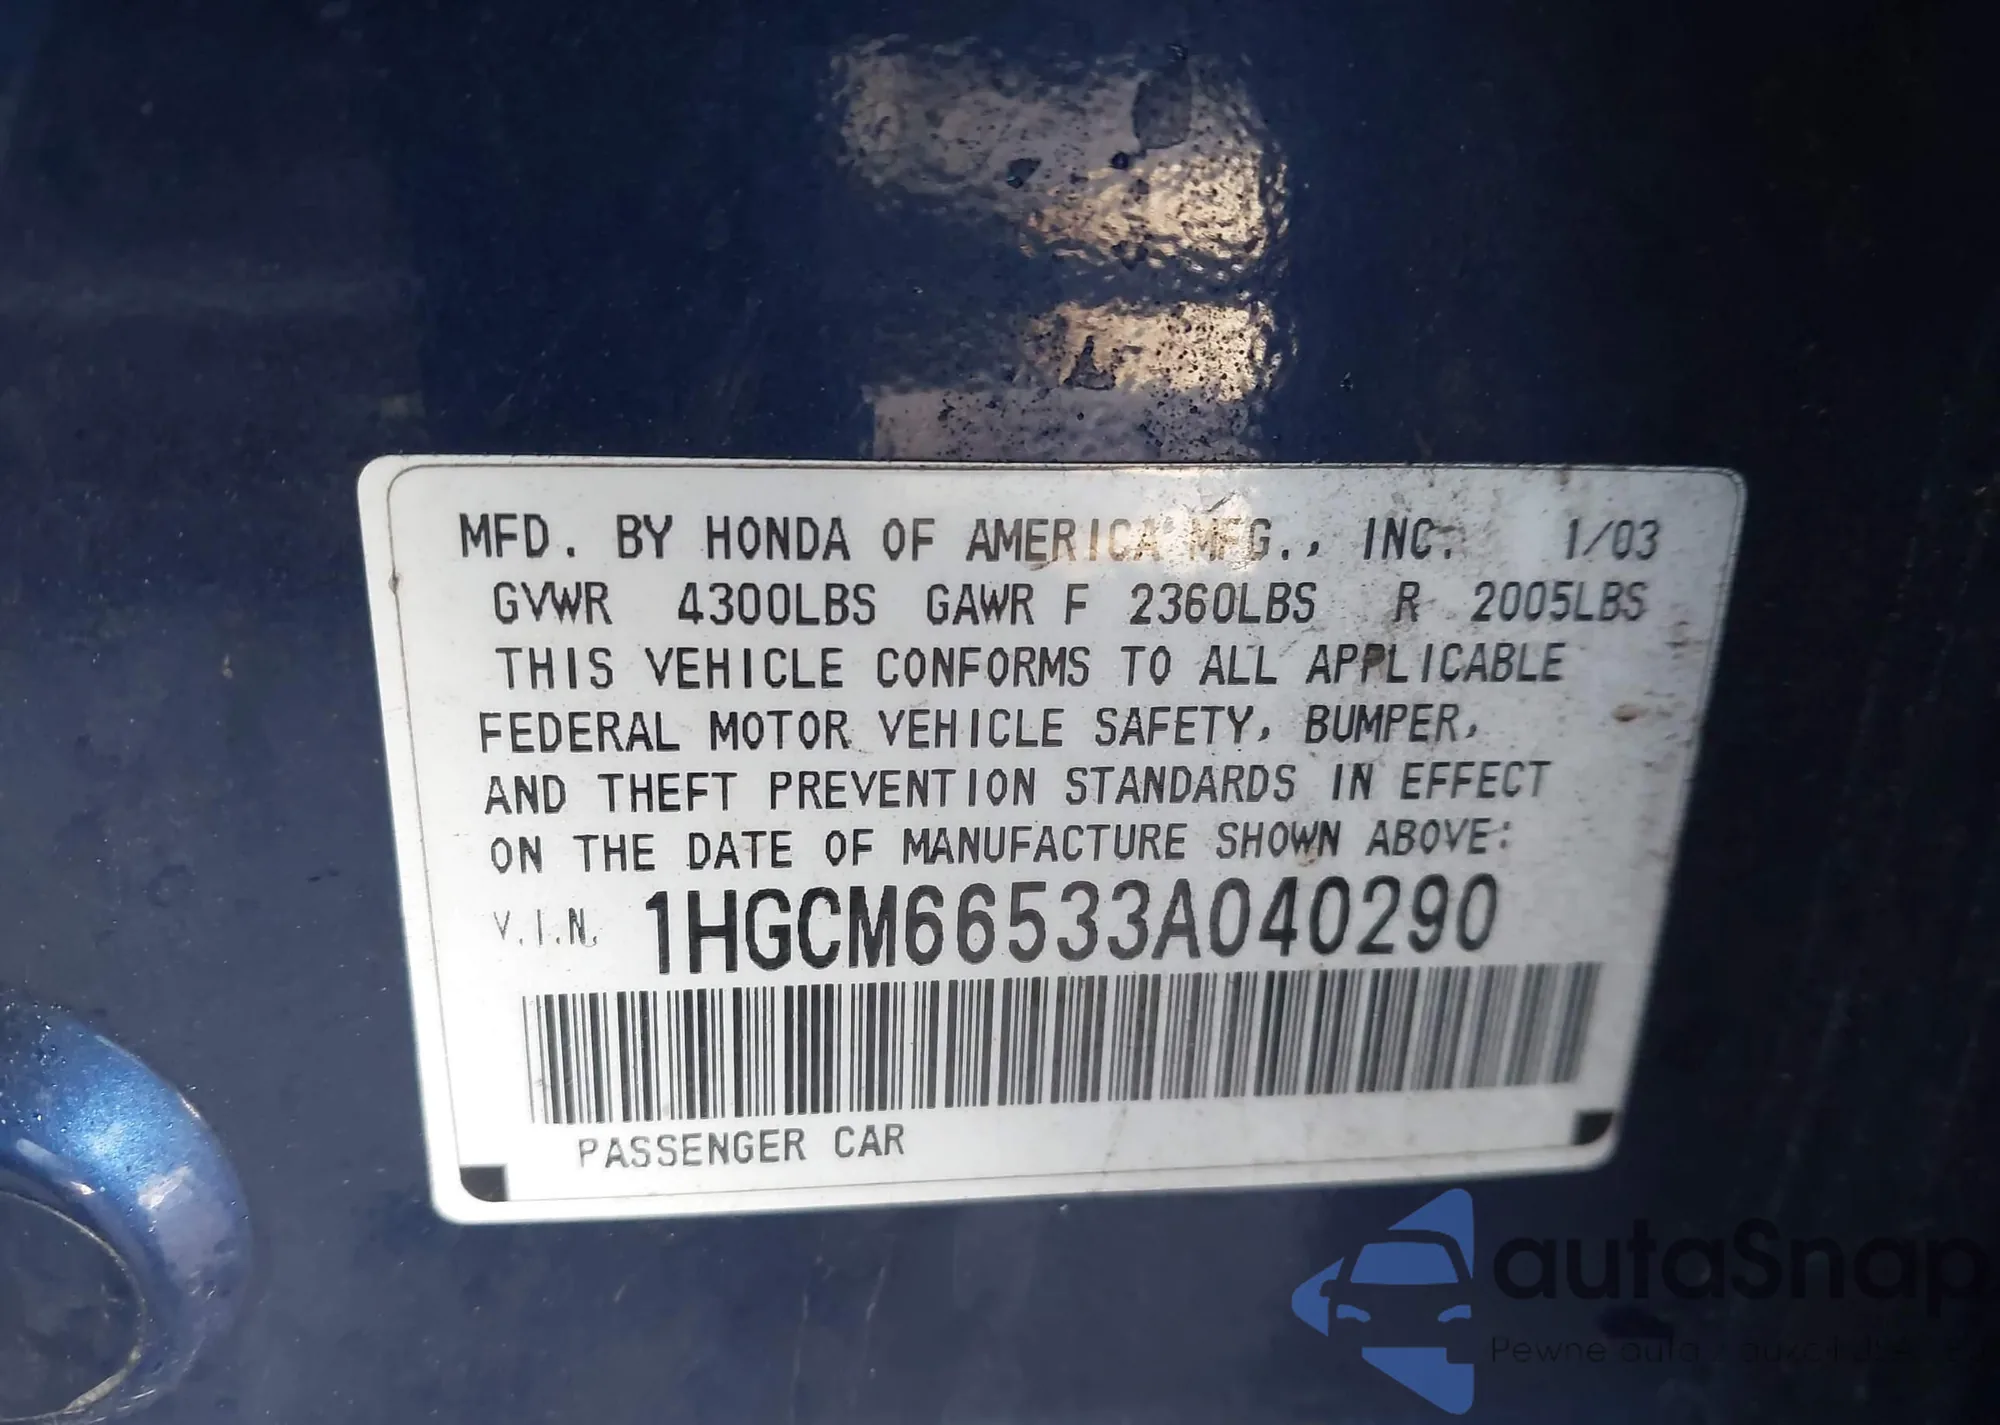 MFD. BY HONDA OF AMERICA MFG., INC. 1/03
GVWR 4300LBS GAWR F 2360LBS R 2005LBS
THIS VEHICLE CONFORMS TO ALL APPLICABLE
FEDERAL MOTOR VEHICLE SAFETY, BUMPER,
AND THEFT PREVENTION STANDARDS IN EFFECT
ON THE DATE OF MANUFACTURE SHOWN ABOVE:
V.I.N. 1HGCM66533A040290
PASSENGER CAR
autaSnap
Pewne auta